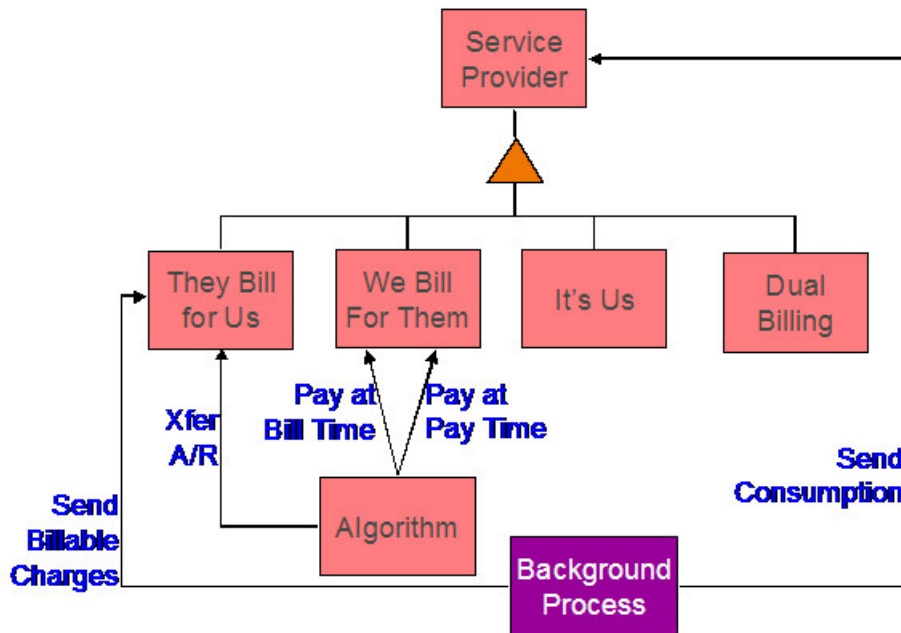 Service
Provider
They Bill
for Us
We Bill
For Them
It's Us
Dual
Billing
Xfer
A/R
Pay at
Bill Time
Pay at
Pay Time
Send
Consumption
Send
Billable
Charges
Algorithm
Background
Process